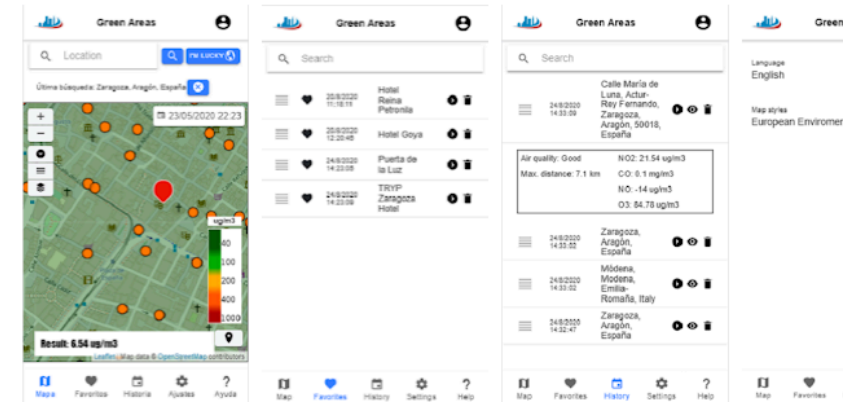 Green Areas
Location
I'M LUCKY
Última búsqueda: Zaragoza, Aragón, España
23/05/2020 22:23
ug/m3
40
100
200
400
1000
Result: 6.54 ug/m3
Leaflet | Map data © OpenStreetMap contributors
Mapa
Favoritos
Historia
Ajustes
Ayuda
Green Areas
Search
20/8/2020
11:18:11
Hotel
Reina
Petronila
20/8/2020
12:20:46
Hotel Goya
24/8/2020
14:23:05
Puerta de
la Luz
24/8/2020
14:23:09
TRYP
Zaragoza
Hotel
Map
Favorites
History
Settings
Help
Green Areas
Search
24/8/2020
14:33:09
Calle María de
Luna, Actur-
Rey Fernando,
Zaragoza,
Aragón, 50018,
España
Air quality: Good
Max. distance: 7.1 km
NO2: 21.54 ug/m3
CO: 0.1 mg/m3
NO: -14 ug/m3
O3: 84.78 ug/m3
24/8/2020
14:33:02
Zaragoza,
Aragón,
España
24/8/2020
14:33:02
Módena,
Modena,
Emilia-
Romaña, Italy
24/8/2020
14:32:47
Zaragoza,
Aragón,
España
Map
Favorites
History
Settings
Help
Green
Language
English
Map styles
European Enviromen
Map
Favorites